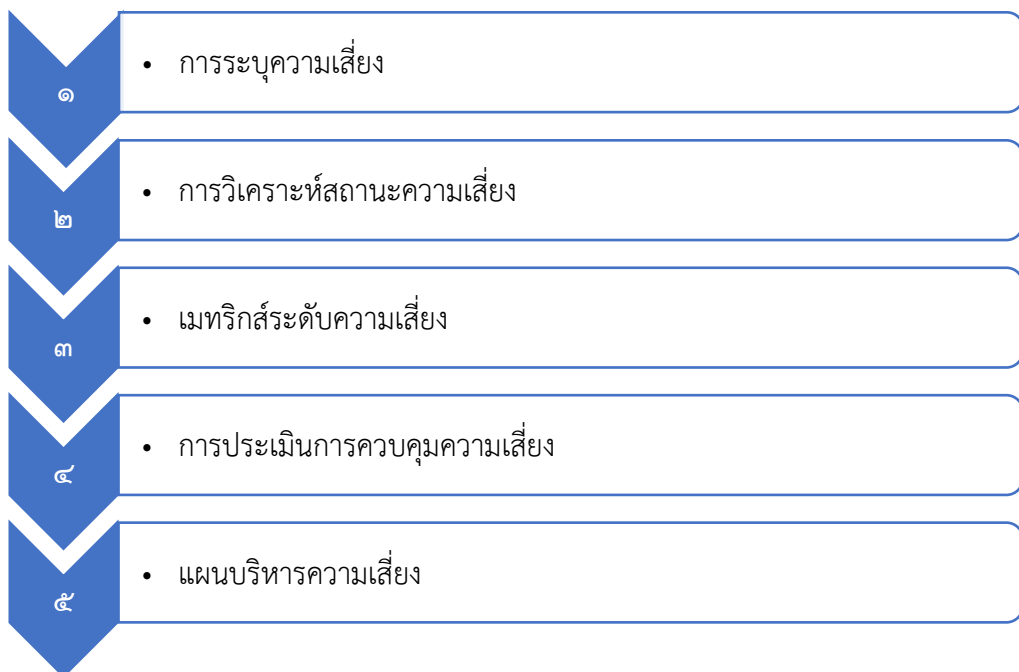 ๑
• การระบุความเสี่ยง
๒
• การวิเคราะห์สถานะความเสี่ยง
๓
• เมทริกส์ระดับความเสี่ยง
๔
• การประเมินการควบคุมความเสี่ยง
๕
• แผนบริหารความเสี่ยง